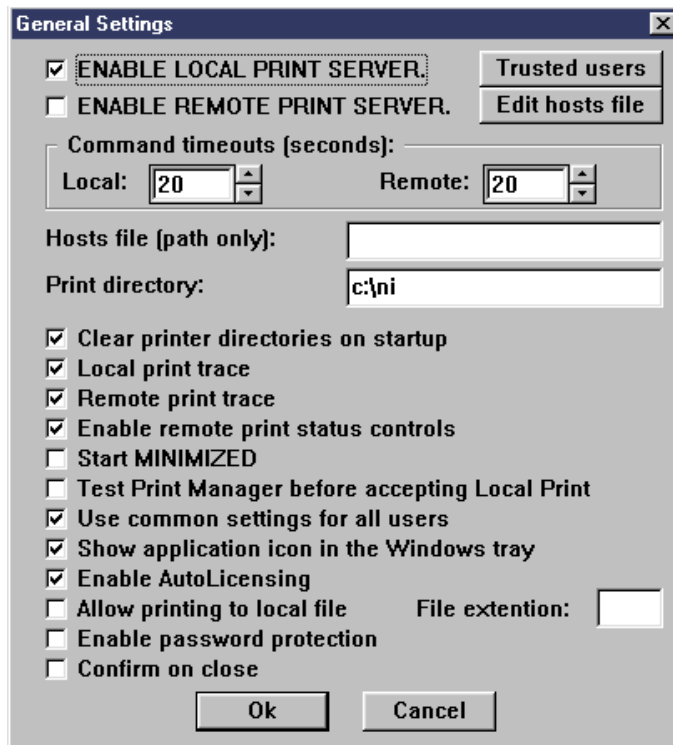 General Settings
ENABLE LOCAL PRINT SERVER.
Trusted users
ENABLE REMOTE PRINT SERVER.
Edit hosts file
Command timeouts (seconds):
Local: 20 Remote: 20
Hosts file (path only):
Print directory: c:\ni
Clear printer directories on startup
Local print trace
Remote print trace
Enable remote print status controls
Start MINIMIZED
Test Print Manager before accepting Local Print
Use common settings for all users
Show application icon in the Windows tray
Enable AutoLicensing
Allow printing to local file File extention:
Enable password protection
Confirm on close
Ok Cancel